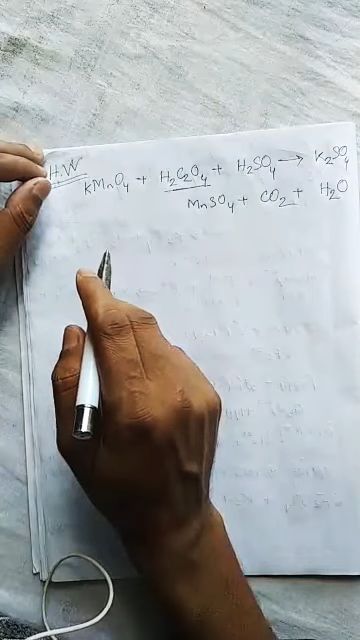 H.W
KMnO4 + H2C2O4 + H2SO4 → K2SO4
MnSO4 + CO2 + H2O